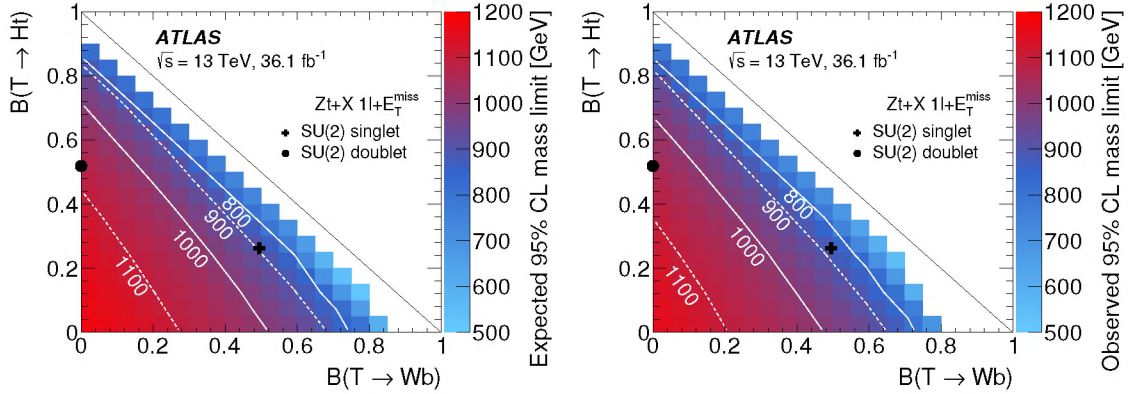 B(T → Ht)
1
0.8
0.6
0.4
0.2
0
ATLAS
√s = 13 TeV, 36.1 fb⁻¹
Zt+X 1l+E_T^miss
SU(2) singlet
SU(2) doublet
800
900
1000
1100
0 0.2 0.4 0.6 0.8 1
B(T → Wb)
1200
1100
1000
900
800
700
600
500
Expected 95% CL mass limit [GeV]
B(T → Ht)
1
0.8
0.6
0.4
0.2
0
ATLAS
√s = 13 TeV, 36.1 fb⁻¹
Zt+X 1l+E_T^miss
SU(2) singlet
SU(2) doublet
800
900
1000
1100
0 0.2 0.4 0.6 0.8 1
B(T → Wb)
1200
1100
1000
900
800
700
600
500
Observed 95% CL mass limit [GeV]